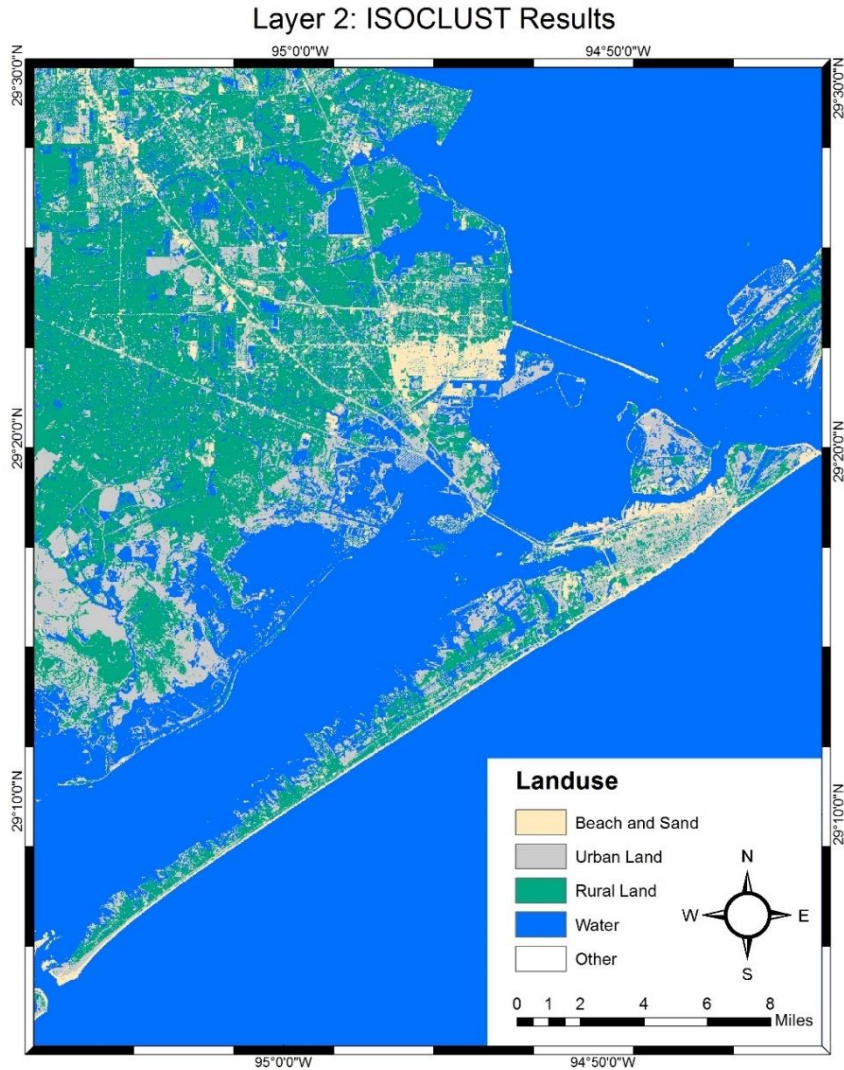 Layer 2: ISOCLUST Results
95°0'0"W 94°50'0"W
29°30'0"N 29°30'0"N
29°20'0"N 29°20'0"N
29°10'0"N 29°10'0"N
Landuse
Beach and Sand
Urban Land
Rural Land
Water
Other
N
W E
S
0 1 2 4 6 8
Miles
95°0'0"W 94°50'0"W